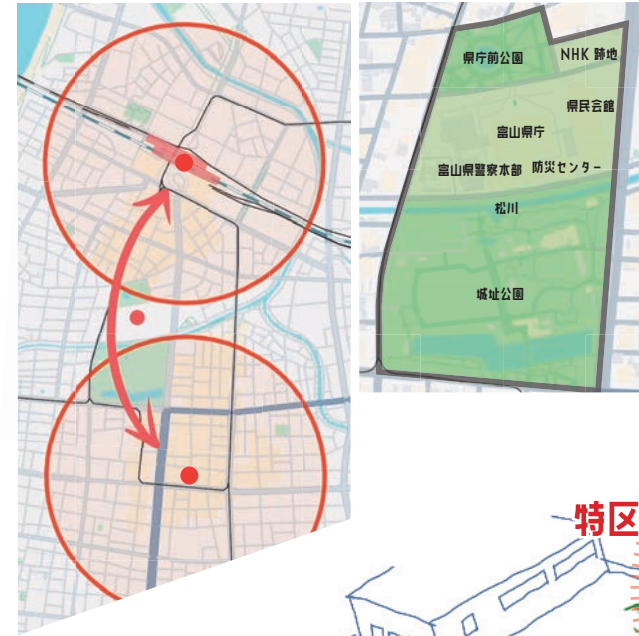 県庁前公園
NHK 跡地
県民会館
富山県庁
富山県警察本部
防災センター
松川
城址公園
特区